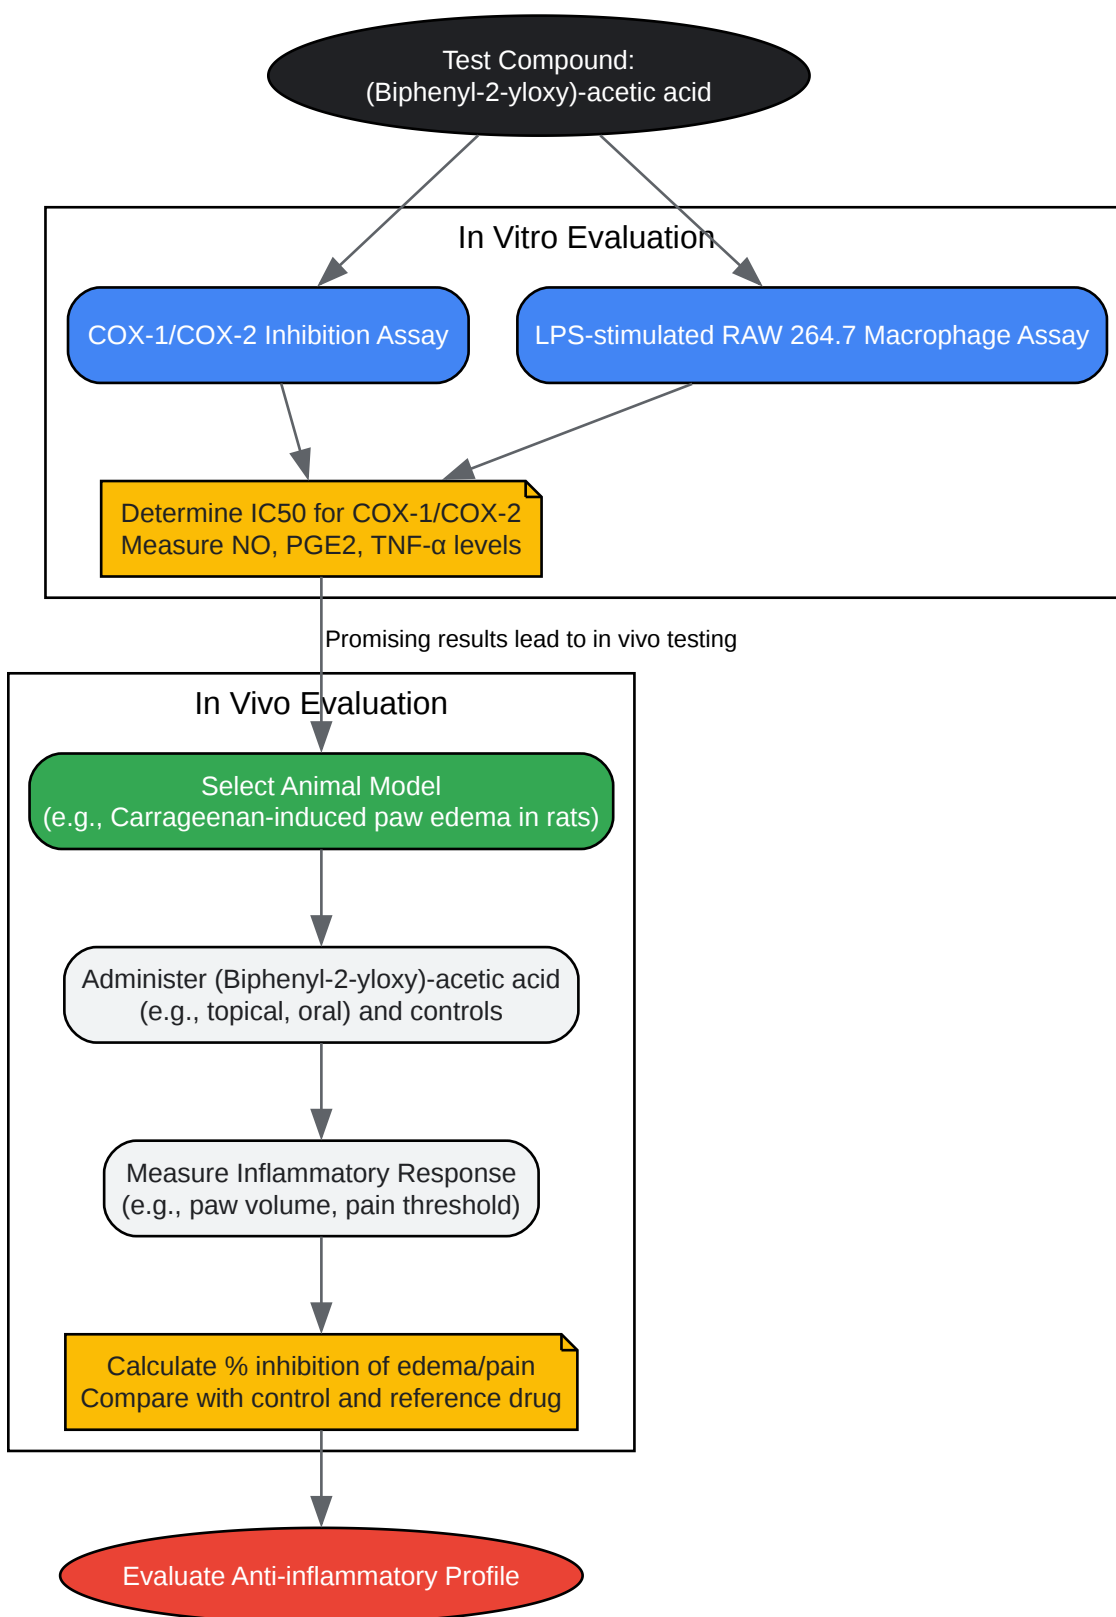 Test Compound:
(Biphenyl-2-yloxy)-acetic acid
In Vitro Evaluation
COX-1/COX-2 Inhibition Assay
LPS-stimulated RAW 264.7 Macrophage Assay
Determine IC50 for COX-1/COX-2
Measure NO, PGE2, TNF-α levels
Promising results lead to in vivo testing
In Vivo Evaluation
Select Animal Model
(e.g., Carrageenan-induced paw edema in rats)
Administer (Biphenyl-2-yloxy)-acetic acid
(e.g., topical, oral) and controls
Measure Inflammatory Response
(e.g., paw volume, pain threshold)
Calculate % inhibition of edema/pain
Compare with control and reference drug
Evaluate Anti-inflammatory Profile